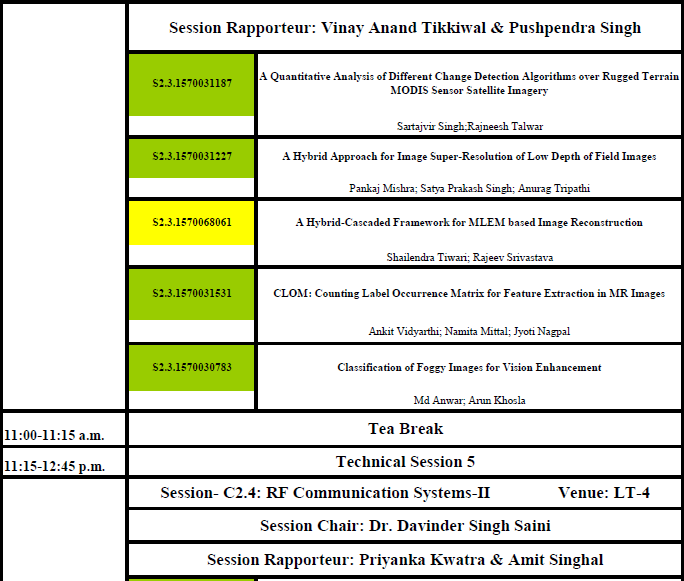 Session Rapporteur: Vinay Anand Tikkiwal & Pushpendra Singh
S2.3.1570031187
A Quantitative Analysis of Different Change Detection Algorithms over Rugged Terrain
MODIS Sensor Satellite Imagery
Sartajvir Singh;Rajneesh Talwar
S2.3.1570031227
A Hybrid Approach for Image Super-Resolution of Low Depth of Field Images
Pankaj Mishra; Satya Prakash Singh; Anurag Tripathi
S2.3.1570068061
A Hybrid-Cascaded Framework for MLEM based Image Reconstruction
Shailendra Tiwari; Rajeev Srivastava
S2.3.1570031531
CLOM: Counting Label Occurrence Matrix for Feature Extraction in MR Images
Ankit Vidyarthi; Namita Mittal; Jyoti Nagpal
S2.3.1570030783
Classification of Foggy Images for Vision Enhancement
Md Anwar; Arun Khosla
11:00-11:15 a.m.
Tea Break
11:15-12:45 p.m.
Technical Session 5
Session- C2.4: RF Communication Systems-II Venue: LT-4
Session Chair: Dr. Davinder Singh Saini
Session Rapporteur: Priyanka Kwatra & Amit Singhal